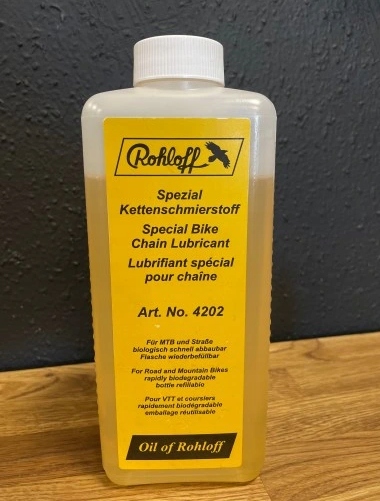 Rohloff
Spezial
Kettenschmierstoff
Special Bike
Chain Lubricant
Lubrifiant spécial
pour chaîne
Art. No. 4202
Für MTB und Straße
biologisch schnell abbaubar
Flasche wiederbefüllbar
For Road and Mountain Bikes
rapidly biodegradable
bottle refillable
Pour VTT et coursiers
rapidement biodégradable
emballage réutilisable
Oil of Rohloff